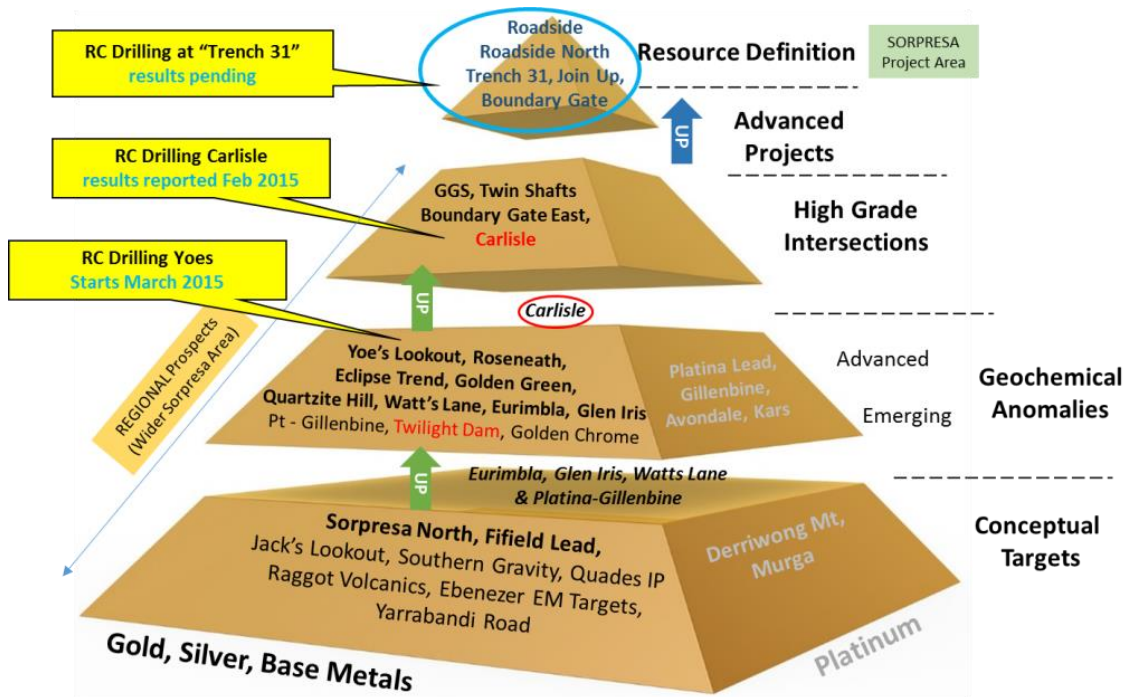 RC Drilling at “Trench 31”
results pending
Roadside
Roadside North
Trench 31, Join Up,
Boundary Gate
Resource Definition
SORPRESA
Project Area
UP
Advanced
Projects
RC Drilling Carlisle
results reported Feb 2015
GGS, Twin Shafts
Boundary Gate East,
Carlisle
High Grade
Intersections
RC Drilling Yoes
Starts March 2015
UP
Carlisle
REGIONAL Prospects
(Wider Sorpresa Area)
Yoe's Lookout, Roseneath,
Eclipse Trend, Golden Green,
Quartzite Hill, Watt's Lane, Eurimbla, Glen Iris
Pt - Gillenbine, Twilight Dam, Golden Chrome
Platina Lead,
Gillenbine,
Avondale, Kars
Advanced
Emerging
Geochemical
Anomalies
UP
Eurimbla, Glen Iris, Watts Lane
& Platina-Gillenbine
Sorpresa North, Fifield Lead,
Jack's Lookout, Southern Gravity, Quades IP
Raggot Volcanics, Ebenezer EM Targets,
Yarrabandi Road
Derriwong Mt,
Murga
Conceptual
Targets
Gold, Silver, Base Metals
Platinum